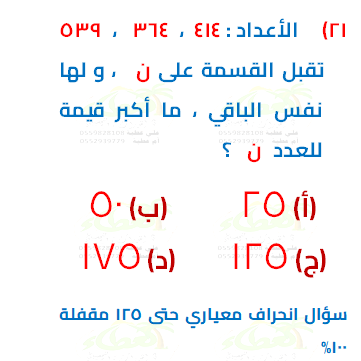 ٢١) الأعداد : ٤١٤ ، ٣٦٤ ، ٥٣٩
تقبل القسمة على ن ، و لها
نفس الباقي ، ما أكبر قيمة
للعدد ن ؟
(أ) ٢٥ (ب) ٥٠
(ج) ١٢٥ (د) ١٧٥
سؤال انحراف معياري حتى ١٢٥ مقفلة
١٠٠%